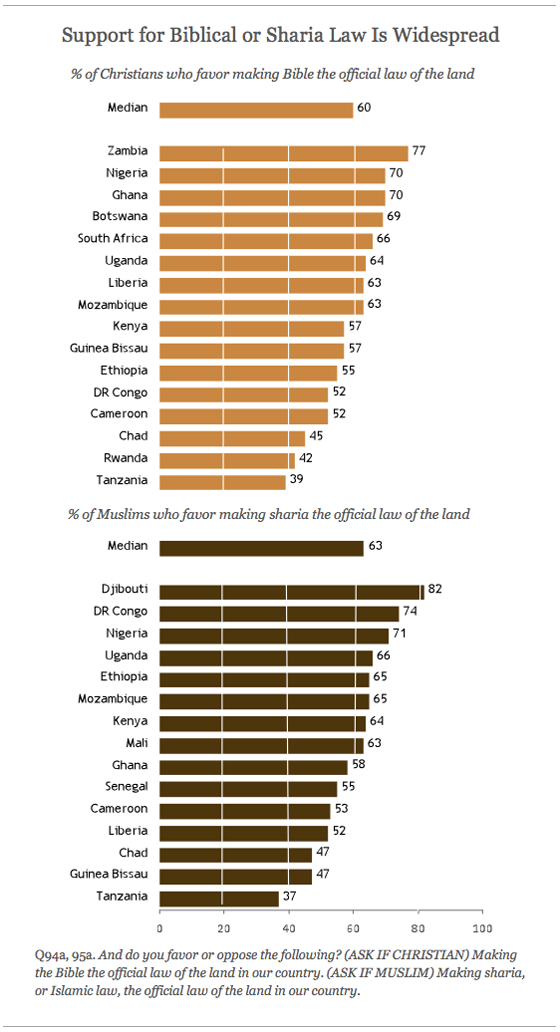 Support for Biblical or Sharia Law Is Widespread
% of Christians who favor making Bible the official law of the land
Median 60
Zambia 77
Nigeria 70
Ghana 70
Botswana 69
South Africa 66
Uganda 64
Liberia 63
Mozambique 63
Kenya 57
Guinea Bissau 57
Ethiopia 55
DR Congo 52
Cameroon 52
Chad 45
Rwanda 42
Tanzania 39
% of Muslims who favor making sharia the official law of the land
Median 63
Djibouti 82
DR Congo 74
Nigeria 71
Uganda 66
Ethiopia 65
Mozambique 65
Kenya 64
Mali 63
Ghana 58
Senegal 55
Cameroon 53
Liberia 52
Chad 47
Guinea Bissau 47
Tanzania 37
0 20 40 60 80 100
Q94a, 95a. And do you favor or oppose the following? (ASK IF CHRISTIAN) Making
the Bible the official law of the land in our country. (ASK IF MUSLIM) Making sharia,
or Islamic law, the official law of the land in our country.